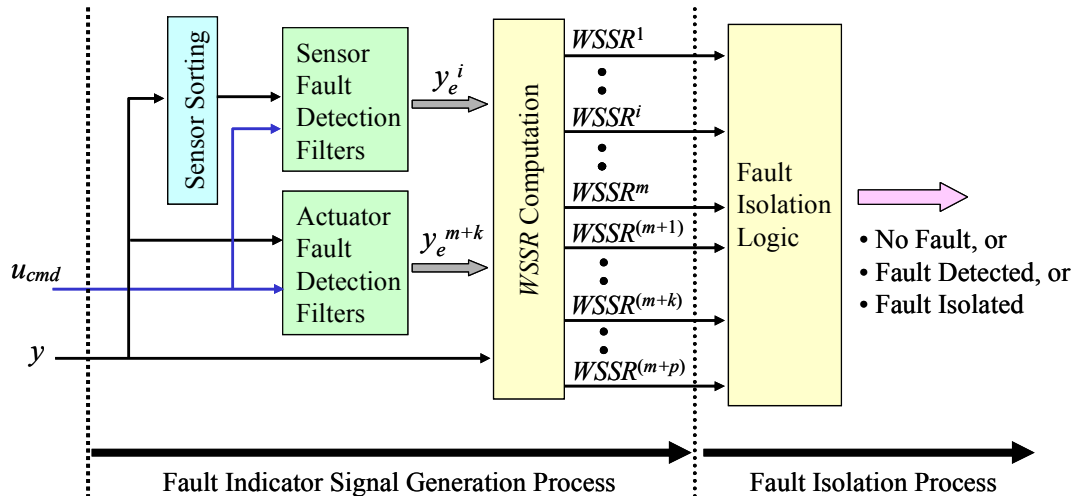 Sensor Sorting
Sensor
Fault
Detection
Filters
y_e^i
Actuator
Fault
Detection
Filters
y_e^{m+k}
u_{cmd}
y
WSSR Computation
WSSR^1
WSSR^i
WSSR^m
WSSR^{(m+1)}
WSSR^{(m+k)}
WSSR^{(m+p)}
Fault
Isolation
Logic
• No Fault, or
• Fault Detected, or
• Fault Isolated
Fault Indicator Signal Generation Process
Fault Isolation Process